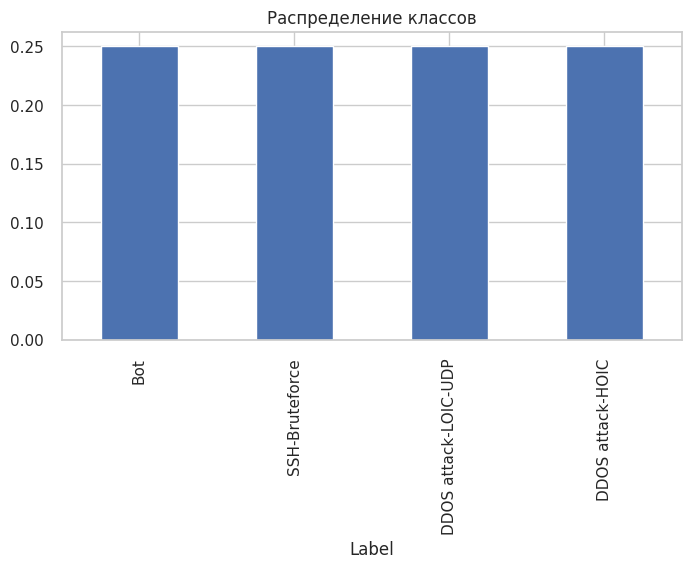 Распределение классов
0.25
0.20
0.15
0.10
0.05
0.00
Bot
SSH-Bruteforce
DDOS attack-LOIC-UDP
DDOS attack-HOIC
Label